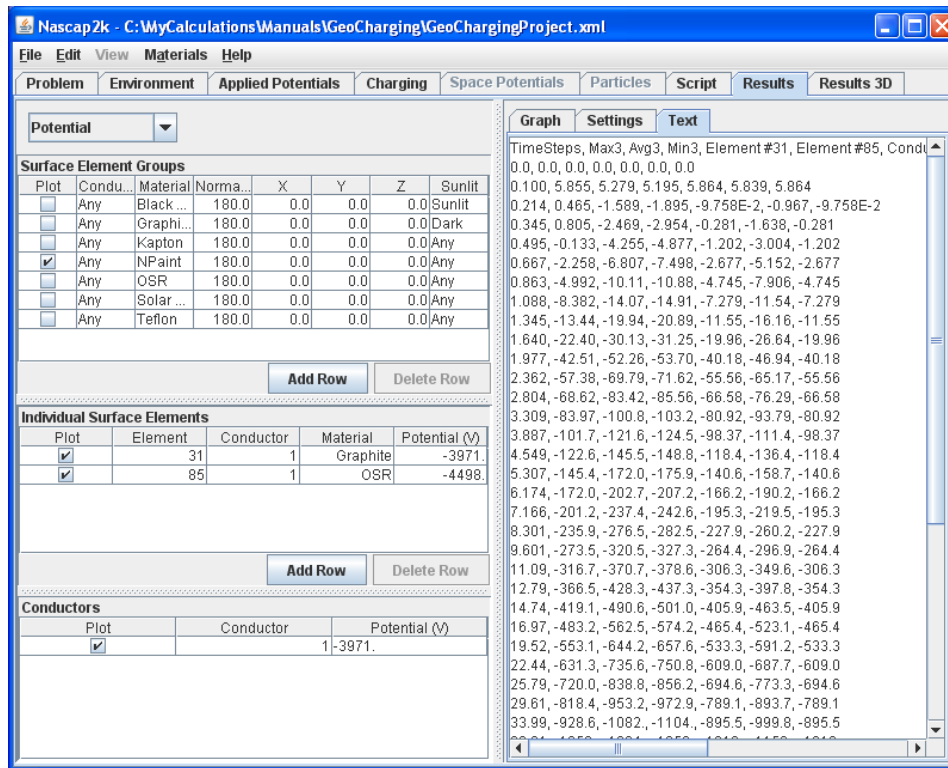 Nascap2k - C:\MyCalculations\Manuals\GeoCharging\GeoChargingProject.xml
File Edit View Materials Help
Problem Environment Applied Potentials Charging Space Potentials Particles Script Results Results 3D
Potential
Surface Element Groups
Plot Condu... Material Norma... X Y Z Sunlit
Any Black ... 180.0 0.0 0.0 0.0 Sunlit
Any Graphi... 180.0 0.0 0.0 0.0 Dark
Any Kapton 180.0 0.0 0.0 0.0 Any
Any NPaint 180.0 0.0 0.0 0.0 Any
Any OSR 180.0 0.0 0.0 0.0 Any
Any Solar ... 180.0 0.0 0.0 0.0 Any
Any Teflon 180.0 0.0 0.0 0.0 Any
Add Row Delete Row
Individual Surface Elements
Plot Element Conductor Material Potential (V)
31 1 Graphite -3971.
85 1 OSR -4498.
Add Row Delete Row
Conductors
Plot Conductor Potential (V)
1 -3971.
Graph Settings Text
TimeSteps, Max3, Avg3, Min3, Element #31, Element #85, Condu
0.0, 0.0, 0.0, 0.0, 0.0, 0.0, 0.0
0.100, 5.855, 5.279, 5.195, 5.864, 5.839, 5.864
0.214, 0.465, -1.589, -1.895, -9.758E-2, -0.967, -9.758E-2
0.345, 0.805, -2.469, -2.954, -0.281, -1.638, -0.281
0.495, -0.133, -4.255, -4.877, -1.202, -3.004, -1.202
0.667, -2.258, -6.807, -7.498, -2.677, -5.152, -2.677
0.863, -4.992, -10.11, -10.88, -4.745, -7.906, -4.745
1.088, -8.382, -14.07, -14.91, -7.279, -11.54, -7.279
1.345, -13.44, -19.94, -20.89, -11.55, -16.16, -11.55
1.640, -22.40, -30.13, -31.25, -19.96, -26.64, -19.96
1.977, -42.51, -52.26, -53.70, -40.18, -46.94, -40.18
2.362, -57.38, -69.79, -71.62, -55.56, -65.17, -55.56
2.804, -68.62, -83.42, -85.56, -66.58, -76.29, -66.58
3.309, -83.97, -100.8, -103.2, -80.92, -93.79, -80.92
3.887, -101.7, -121.6, -124.5, -98.37, -111.4, -98.37
4.549, -122.6, -145.5, -148.8, -118.4, -136.4, -118.4
5.307, -145.4, -172.0, -175.9, -140.6, -158.7, -140.6
6.174, -172.0, -202.7, -207.2, -166.2, -190.2, -166.2
7.166, -201.2, -237.4, -242.6, -195.3, -219.5, -195.3
8.301, -235.9, -276.5, -282.5, -227.9, -260.2, -227.9
9.601, -273.5, -320.5, -327.3, -264.4, -296.9, -264.4
11.09, -316.7, -370.7, -378.6, -306.3, -349.6, -306.3
12.79, -366.5, -428.3, -437.3, -354.3, -397.8, -354.3
14.74, -419.1, -490.6, -501.0, -405.9, -463.5, -405.9
16.97, -483.2, -562.5, -574.2, -465.4, -523.1, -465.4
19.52, -553.1, -644.2, -657.6, -533.3, -591.2, -533.3
22.44, -631.3, -735.6, -750.8, -609.0, -687.7, -609.0
25.79, -720.0, -838.8, -856.2, -694.6, -773.3, -694.6
29.61, -818.4, -953.2, -972.9, -789.1, -893.7, -789.1
33.99, -928.6, -1082., -1104., -895.5, -999.8, -895.5